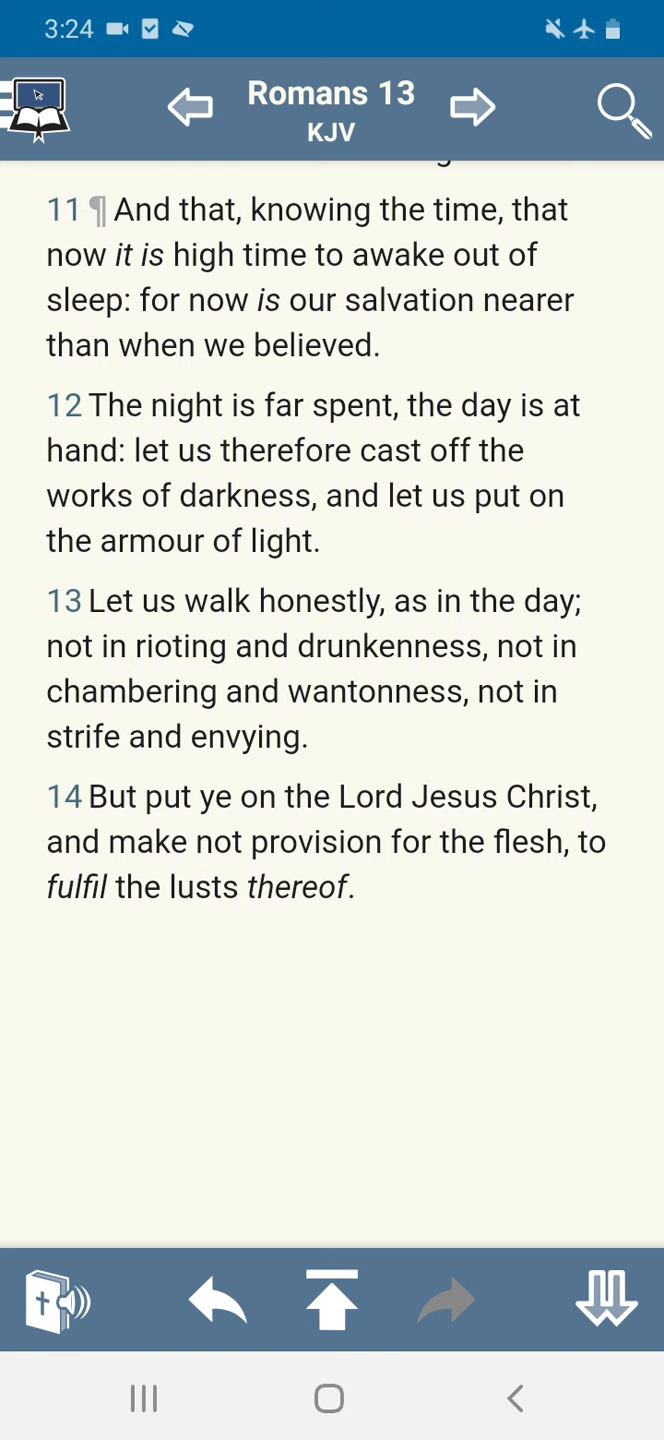 3:24
Romans 13
KJV
11 ¶ And that, knowing the time, that
now it is high time to awake out of
sleep: for now is our salvation nearer
than when we believed.
12 The night is far spent, the day is at
hand: let us therefore cast off the
works of darkness, and let us put on
the armour of light.
13 Let us walk honestly, as in the day;
not in rioting and drunkenness, not in
chambering and wantonness, not in
strife and envying.
14 But put ye on the Lord Jesus Christ,
and make not provision for the flesh, to
fulfil the lusts thereof.